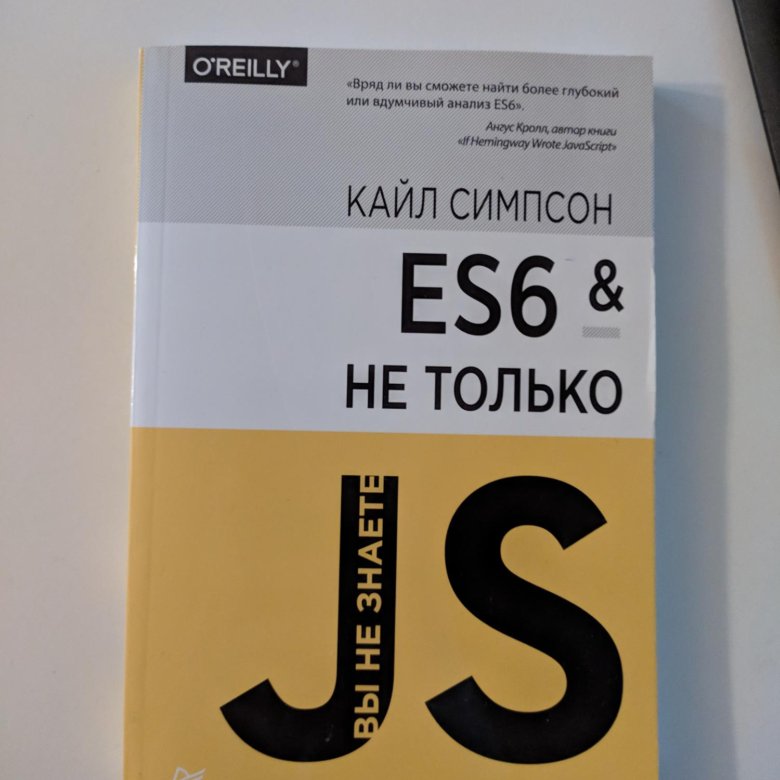 O'REILLY®
«Вряд ли вы сможете найти более глубокий
или вдумчивый анализ ES6».
Ангус Кролл, автор книги
«If Hemingway Wrote JavaScript»
КАЙЛ СИМПСОН
ES6 &
НЕ ТОЛЬКО
ВЫ НЕ ЗНАЕТЕ
JS